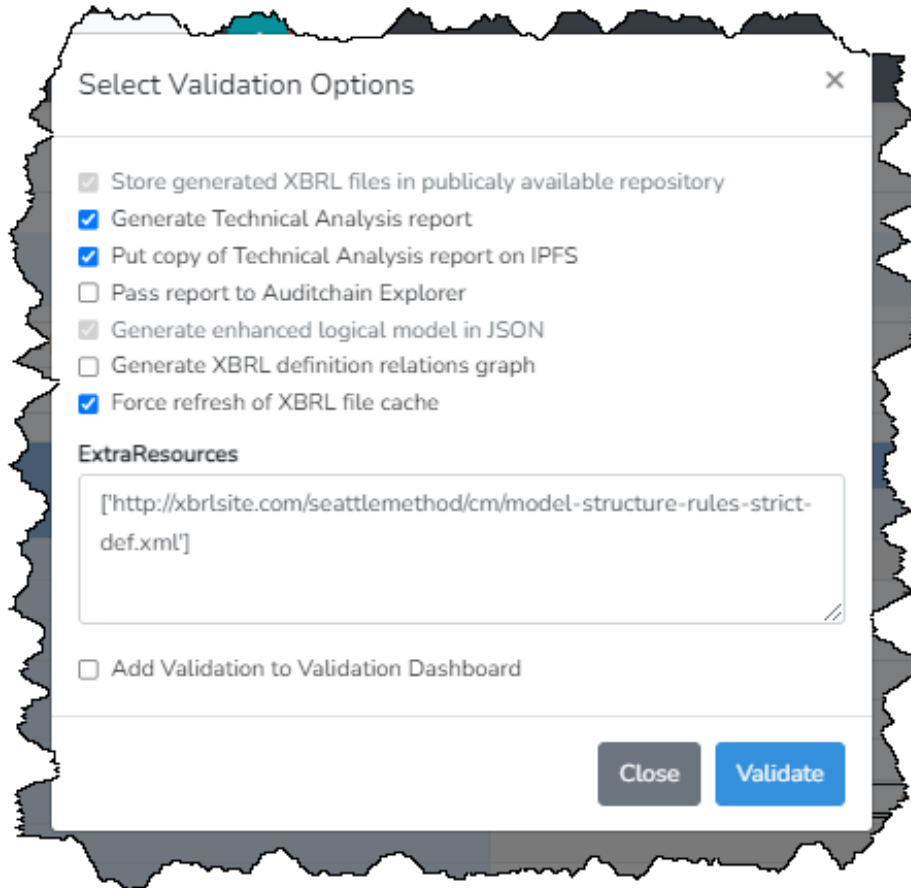 Select Validation Options
×
Store generated XBRL files in publicaly available repository
Generate Technical Analysis report
Put copy of Technical Analysis report on IPFS
Pass report to Auditchain Explorer
Generate enhanced logical model in JSON
Generate XBRL definition relations graph
Force refresh of XBRL file cache
ExtraResources
['http://xbrlsite.com/seattlemethod/cm/model-structure-rules-strict-
def.xml']
Add Validation to Validation Dashboard
Close Validate